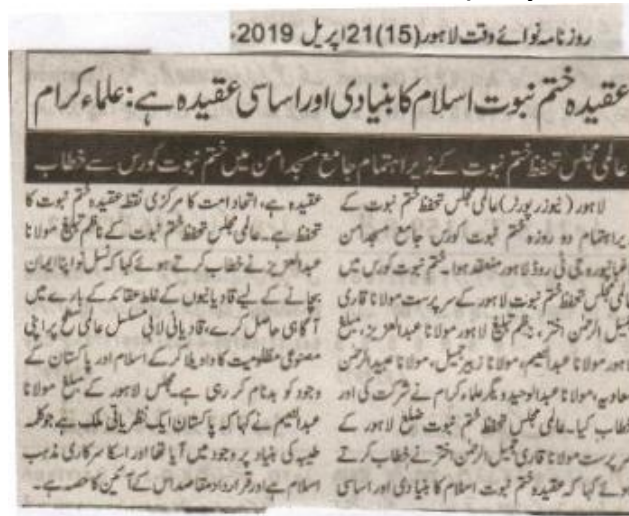 روزنامہ نوائے وقت لاہور (15) 21 اپریل 2019ء
عقیدہ ختم نبوت اسلام کا بنیادی اور اساسی عقیدہ ہے: علماء کرام
عالمی مجلس تحفظ ختم نبوت کے زیر اہتمام جامع مسجد امن میں ختم نبوت کورس سے خطاب
لاہور (نیوز رپورٹر) عالمی مجلس تحفظ ختم نبوت کے
زیر اہتمام دو روزہ ختم نبوت کورس جامع مسجد امن
باغبانپورہ جی ٹی روڈ لاہور منعقد ہوا۔ ختم نبوت کورس میں
عالمی مجلس تحفظ ختم نبوت لاہور کے سرپرست مولانا قاری
جمیل الرحمن اختر، ناظم تبلیغ لاہور مولانا عبدالعزیز، مبلغ
لاہور مولانا عبدالنعیم، مولانا زبیر جمیل، مولانا عبید الرحمن
معاویہ، مولانا عبدالوحید و دیگر علماء کرام نے شرکت کی اور
خطاب کیا۔ عالمی مجلس تحفظ ختم نبوت ضلع لاہور کے
سرپرست مولانا قاری جمیل الرحمن اختر نے خطاب کرتے
ہوئے کہا کہ عقیدہ ختم نبوت اسلام کا بنیادی اور اساسی
عقیدہ ہے، اتحاد امت کا مرکزی نقطہ عقیدہ ختم نبوت کا
تحفظ ہے۔ عالمی مجلس تحفظ ختم نبوت کے ناظم تبلیغ مولانا
عبدالعزیز نے خطاب کرتے ہوئے کہا کہ نسل نو اپنا ایمان
بچانے کے لیے قادیانیوں کے غلط عقائد کے بارے میں
آگاہی حاصل کرے، قادیانی لابی مسلسل عالمی سطح پر اپنی
مصنوعی مظلومیت کا واویلا کر کے اسلام اور پاکستان کے
وجود کو بدنام کر رہی ہے۔ مجلس لاہور کے مبلغ مولانا
عبدالنعیم نے کہا کہ پاکستان ایک نظریاتی ملک ہے جو کلمہ
طیبہ کی بنیاد پر وجود میں آیا تھا اور اسکا سرکاری مذہب
اسلام ہے اور قرارداد مقاصد اس کے آئین کا حصہ ہے۔